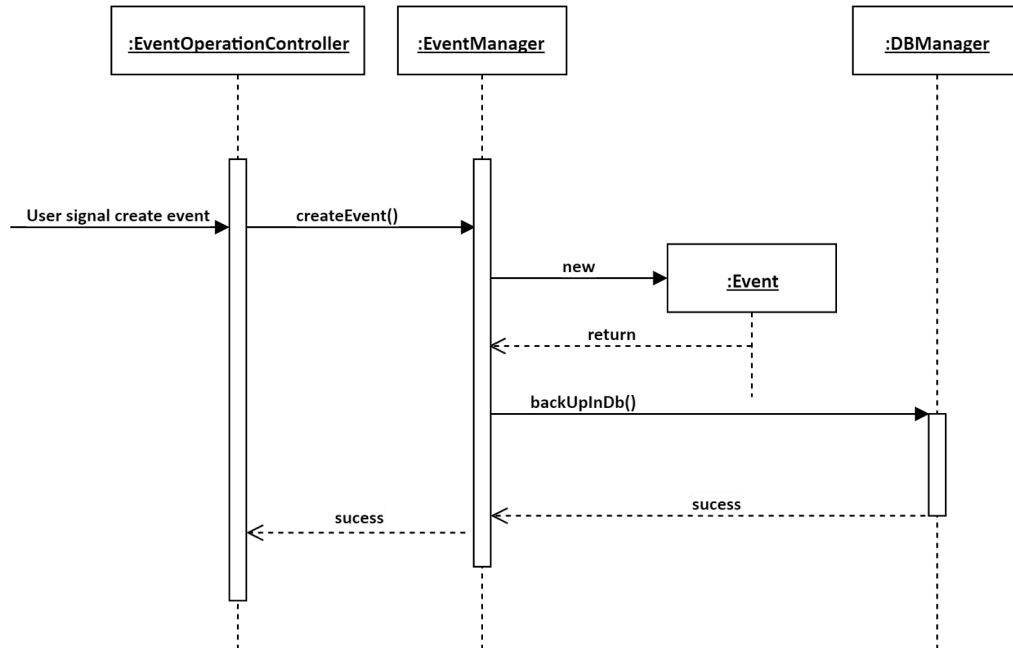 :EventOperationController
:EventManager
:DBManager
User signal create event
createEvent()
new
:Event
return
backUpInDb()
sucess
sucess